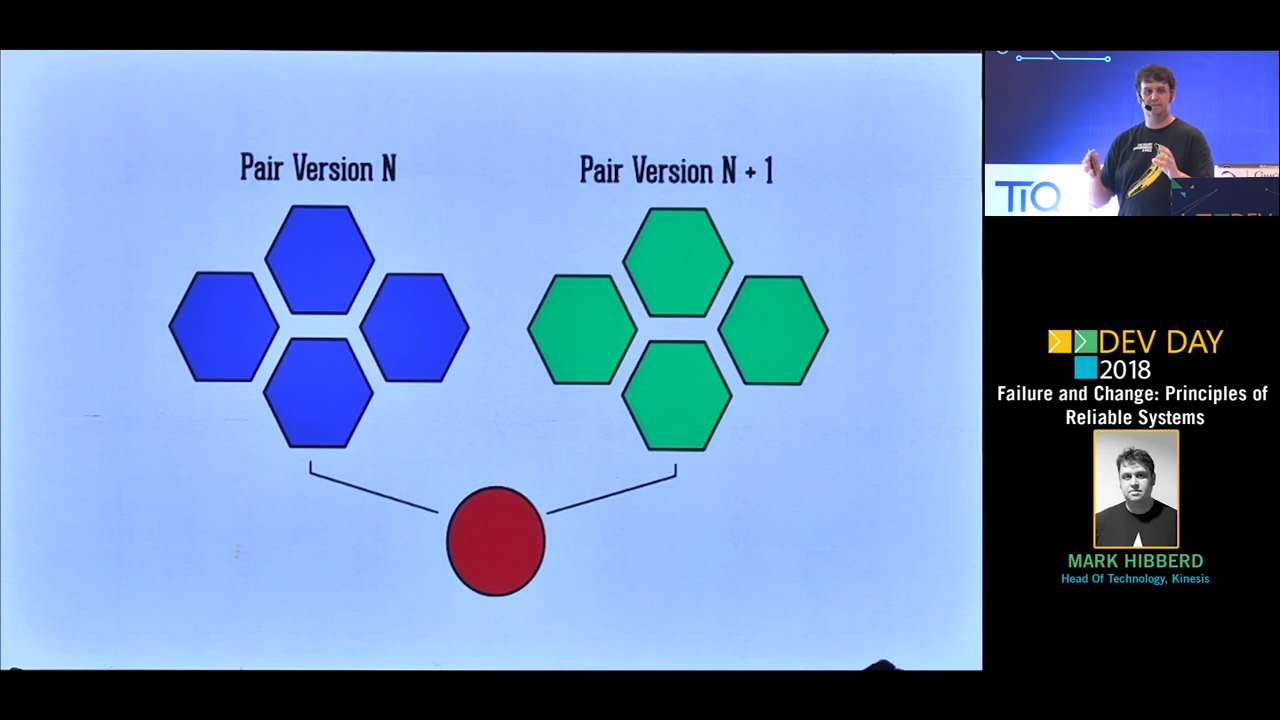 Pair Version N
Pair Version N + 1
TIQ
DEV DAY
2018
Failure and Change: Principles of
Reliable Systems
MARK HIBBERD
Head Of Technology, Kinesis